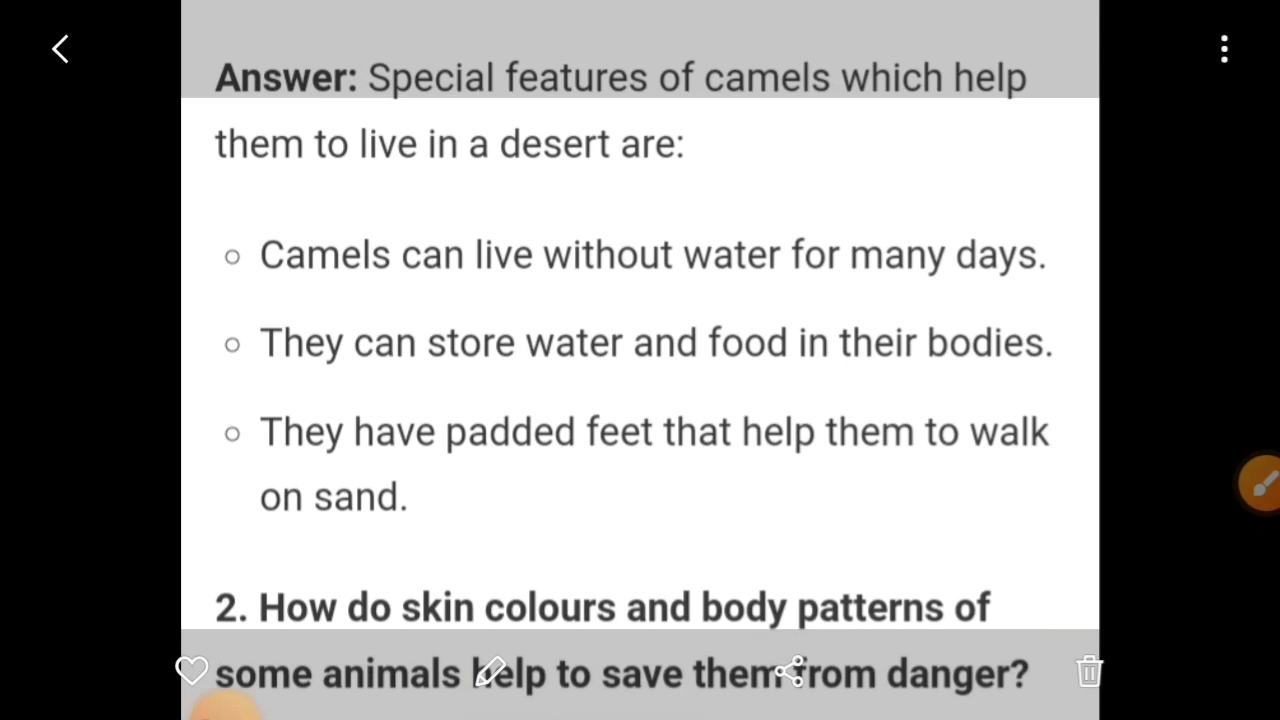 Answer: Special features of camels which help
them to live in a desert are:
Camels can live without water for many days.
They can store water and food in their bodies.
They have padded feet that help them to walk
on sand.
2. How do skin colours and body patterns of
some animals help to save them from danger?